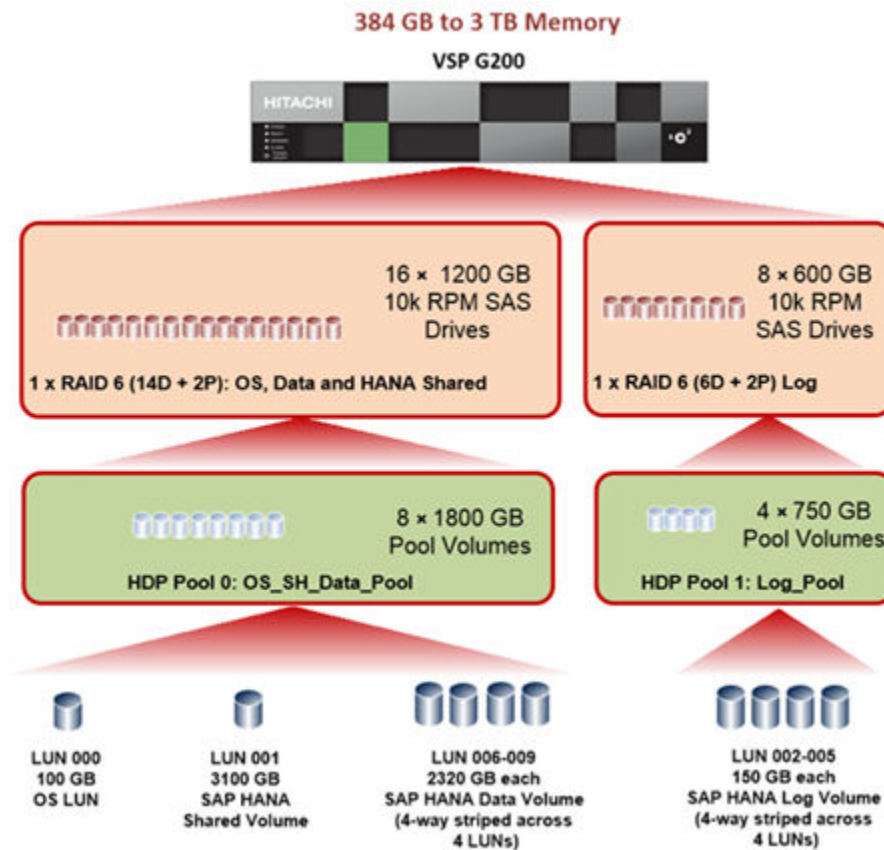 384 GB to 3 TB Memory
VSP G200
HITACHI
16 × 1200 GB
10k RPM SAS
Drives
1 x RAID 6 (14D + 2P): OS, Data and HANA Shared
8 × 600 GB
10k RPM
SAS Drives
1 x RAID 6 (6D + 2P) Log
8 × 1800 GB
Pool Volumes
HDP Pool 0: OS_SH_Data_Pool
4 × 750 GB
Pool Volumes
HDP Pool 1: Log_Pool
LUN 000
100 GB
OS LUN
LUN 001
3100 GB
SAP HANA
Shared Volume
LUN 006-009
2320 GB each
SAP HANA Data Volume
(4-way striped across
4 LUNs)
LUN 002-005
150 GB each
SAP HANA Log Volume
(4-way striped across
4 LUNs)